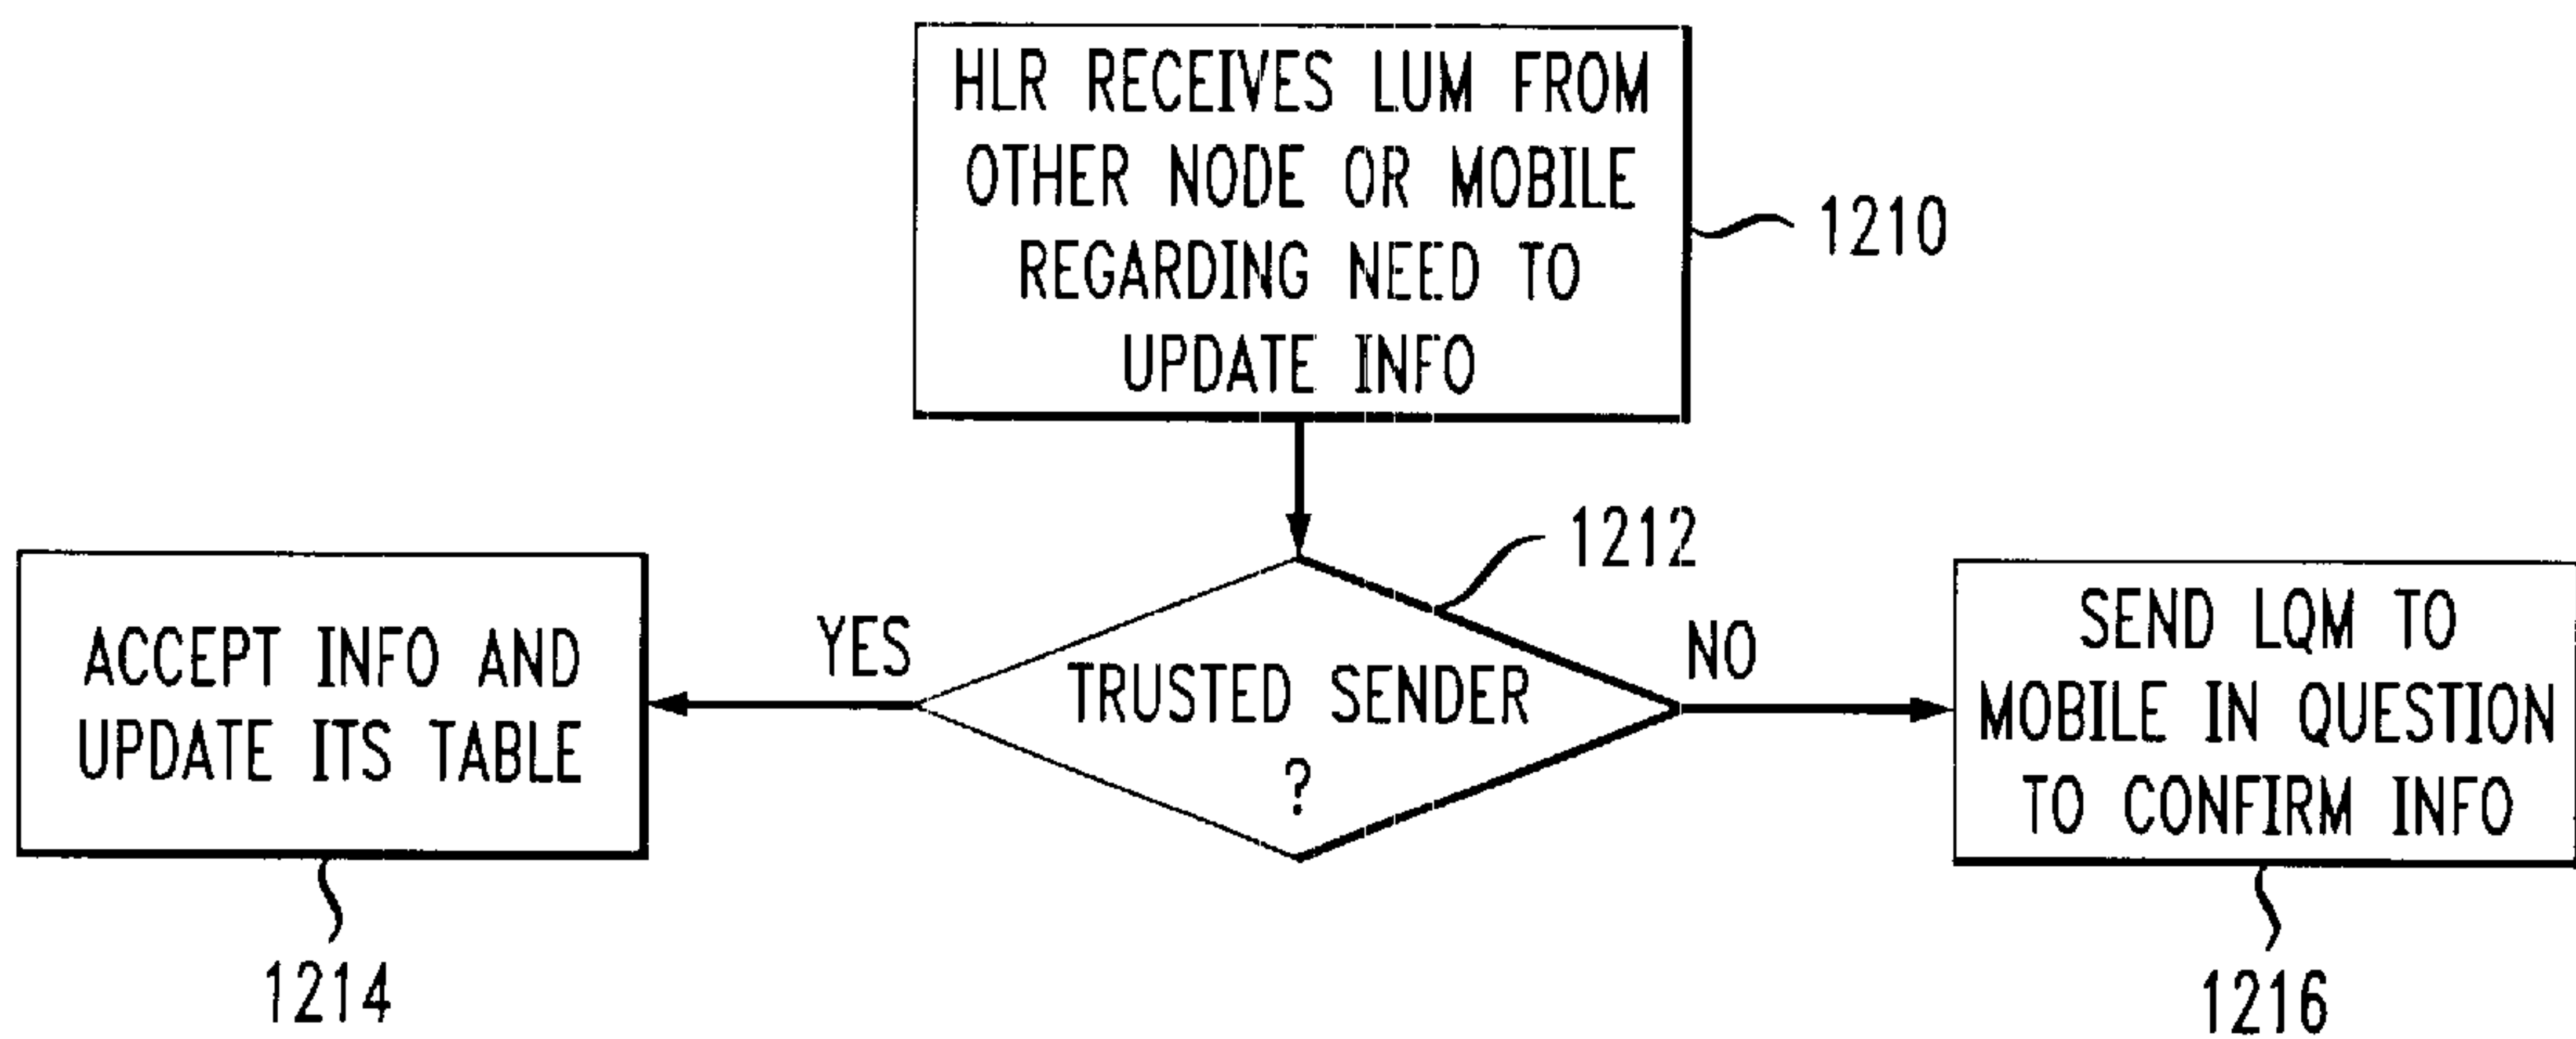 HLR RECEIVES LUM FROM
OTHER NODE OR MOBILE
REGARDING NEED TO
UPDATE INFO
1210
1212
ACCEPT INFO AND
UPDATE ITS TABLE
1214
YES
TRUSTED SENDER
?
NO
SEND LQM TO
MOBILE IN QUESTION
TO CONFIRM INFO
1216